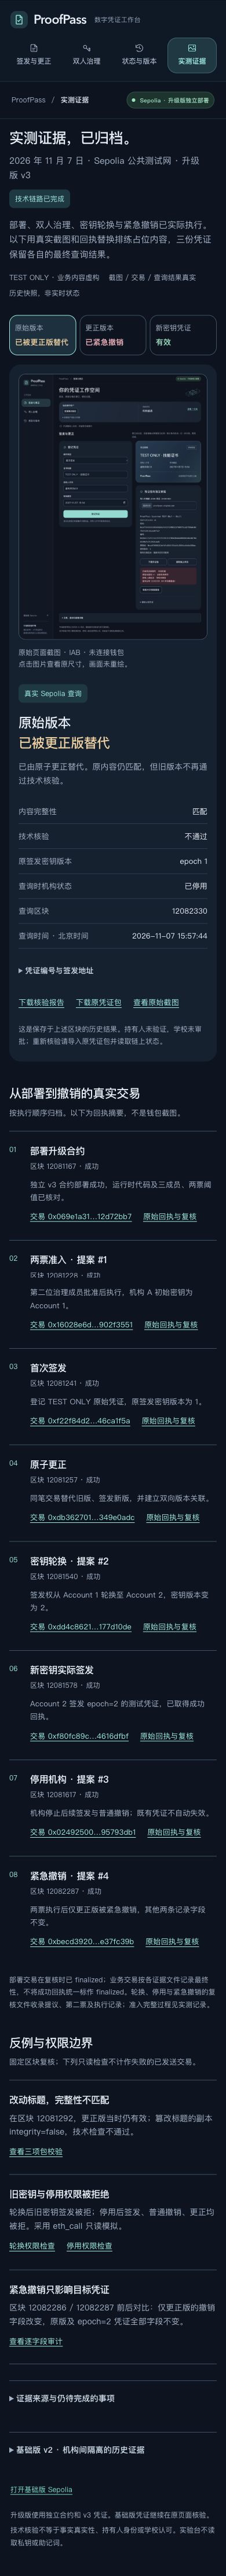 ProofPass 数字凭证工作台
签发与更正 双人治理 状态与版本 实测证据
ProofPass / 实测证据 Sepolia · 升级版独立部署
实测证据，已归档。
2026 年 11 月 7 日 · Sepolia 公共测试网 · 升级
版 v3
技术链路已完成
部署、双人治理、密钥轮换与紧急撤销已实际执行。
以下用真实截图和回执替换排练占位内容，三份凭证
保留各自的最终查询结果。
TEST ONLY · 业务内容虚构 截图 / 交易 / 查询结果真实
历史快照，非实时状态
原始版本 更正版本 新密钥凭证
已被更正版替代 已紧急撤销 有效
原始页面截图 · IAB · 未连接钱包
点击图片查看原尺寸，画面未重绘。
真实 Sepolia 查询
原始版本
已被更正版替代
已由原子更正替代。原内容仍匹配，但旧版本不再通
过技术核验。
内容完整性 匹配
技术核验 不通过
原签发密钥版本 epoch 1
查询时机构状态 已停用
查询区块 12082330
查询时间 · 北京时间 2026-11-07 15:57:44
▶ 凭证编号与签发地址
下载核验报告 下载原凭证包 查看原始截图
这是保存于上述区块的历史结果。持有人未验证，学校未审
批；重新核验请导入原凭证包并读取链上状态。
从部署到撤销的真实交易
按执行顺序归档。以下为回执摘要，不是钱包截图。
01 部署升级合约
区块 12081167 · 成功
独立 v3 合约部署成功，运行时代码及三成员、两票阈
值已核对。
交易 0x069e1a31…12d72bb7 原始回执与复核
02 两票准入 · 提案 #1
区块 12081228 · 成功
第二位治理成员批准后执行，机构 A 初始密钥为
Account 1。
交易 0x16028e6d…902f3551 原始回执与复核
03 首次签发
区块 12081241 · 成功
登记 TEST ONLY 原始凭证，原签发密钥版本为 1。
交易 0xf22f84d2…46ca1f5a 原始回执与复核
04 原子更正
区块 12081257 · 成功
同笔交易替代旧版、签发新版，并建立双向版本关联。
交易 0xdb362701…349e0adc 原始回执与复核
05 密钥轮换 · 提案 #2
区块 12081540 · 成功
签发权从 Account 1 轮换至 Account 2，密钥版本变
为 2。
交易 0xdd4c8621…177d10de 原始回执与复核
06 新密钥实际签发
区块 12081578 · 成功
Account 2 签发 epoch=2 的测试凭证，已取得成功
回执。
交易 0xf80fc89c…4616dfbf 原始回执与复核
07 停用机构 · 提案 #3
区块 12081617 · 成功
机构停止后续签发与普通撤销；既有凭证不自动失效。
交易 0x02492500…95793db1 原始回执与复核
08 紧急撤销 · 提案 #4
区块 12082287 · 成功
两票执行后仅更正版被紧急撤销，其他两条记录字段
不变。
交易 0xbecd3920…e37fc39b 原始回执与复核
部署交易在复核时已 finalized；业务交易按各证据文件记录最终
性，不将成功回执统一标作 finalized。轮换、停用与紧急撤销的复
核文件收录提议、第二票及执行记录；准入完整过程见实测记录。
反例与权限边界
固定区块复核；下列只读检查不计作失败的已发送交易。
改动标题，完整性不匹配
在区块 12081292，更正版当时仍有效；篡改标题的副本
integrity=false，技术检查不通过。
查看三项包校验
旧密钥与停用权限被拒绝
轮换后旧密钥签发被拒；停用后签发、普通撤销、更正均
被拒。采用 eth_call 只读模拟。
轮换权限检查 停用权限检查
紧急撤销只影响目标凭证
区块 12082286 / 12082287 前后对比：仅更正版的撤销
字段改变，原版及 epoch=2 凭证全部字段不变。
查看逐字段审计
▶ 证据来源与仍待完成的事项
▶ 基础版 v2 · 机构间隔离的历史证据
打开基础版 Sepolia
升级版使用独立合约和 v3 凭证。基础版凭证继续在原页面核验。
技术核验不等于事实真实性、持有人身份或学校认可。实验台不读
取私钥或助记词。